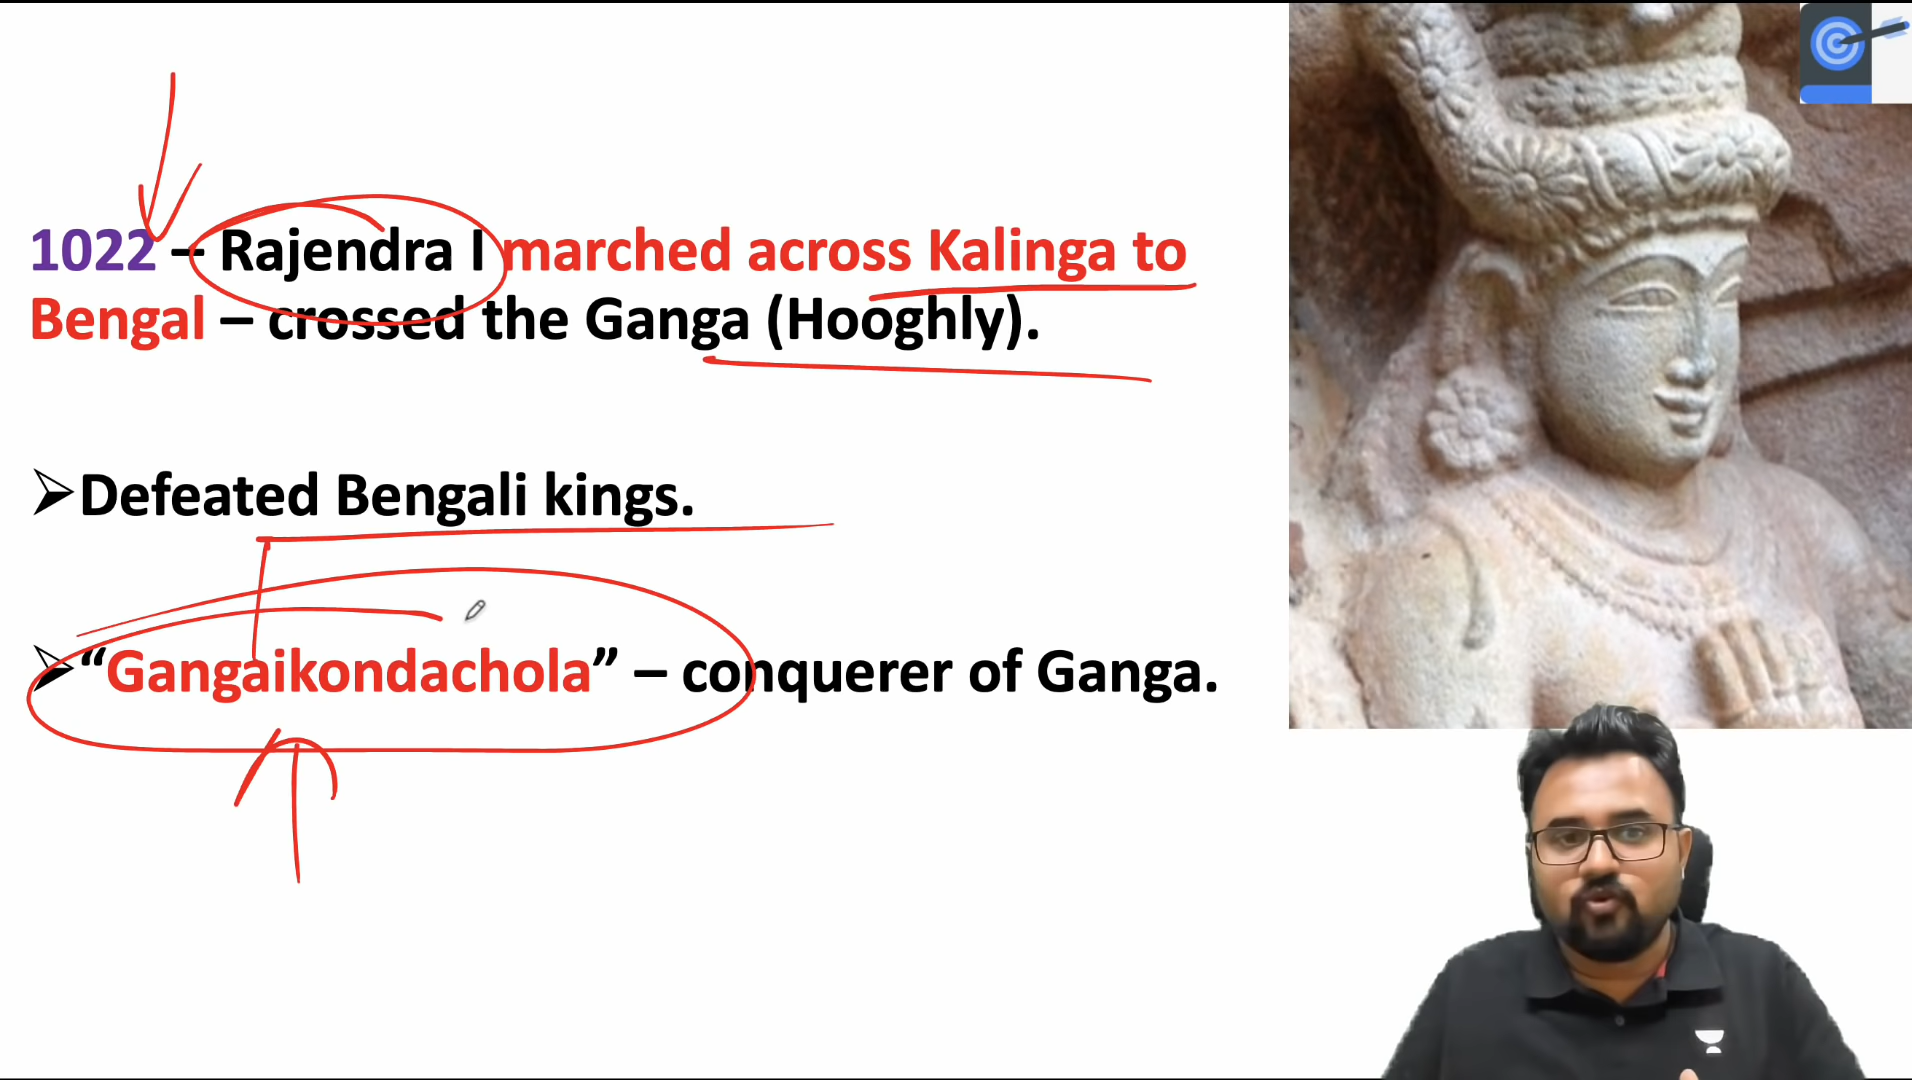 1022 – Rajendra I marched across Kalinga to
Bengal – crossed the Ganga (Hooghly).
➢Defeated Bengali kings.
➢“Gangaikondachola” – conquerer of Ganga.